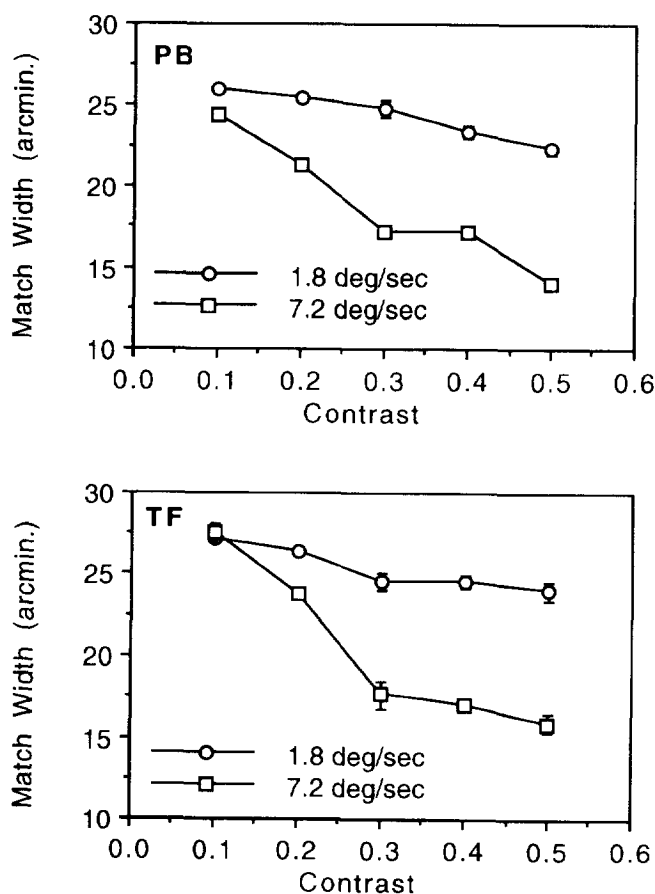 30
PB
25
20
15
10
Match Width (arcmin.)
1.8 deg/sec
7.2 deg/sec
0.0 0.1 0.2 0.3 0.4 0.5 0.6
Contrast
30
TF
25
20
15
10
Match Width (arcmin.)
1.8 deg/sec
7.2 deg/sec
0.0 0.1 0.2 0.3 0.4 0.5 0.6
Contrast